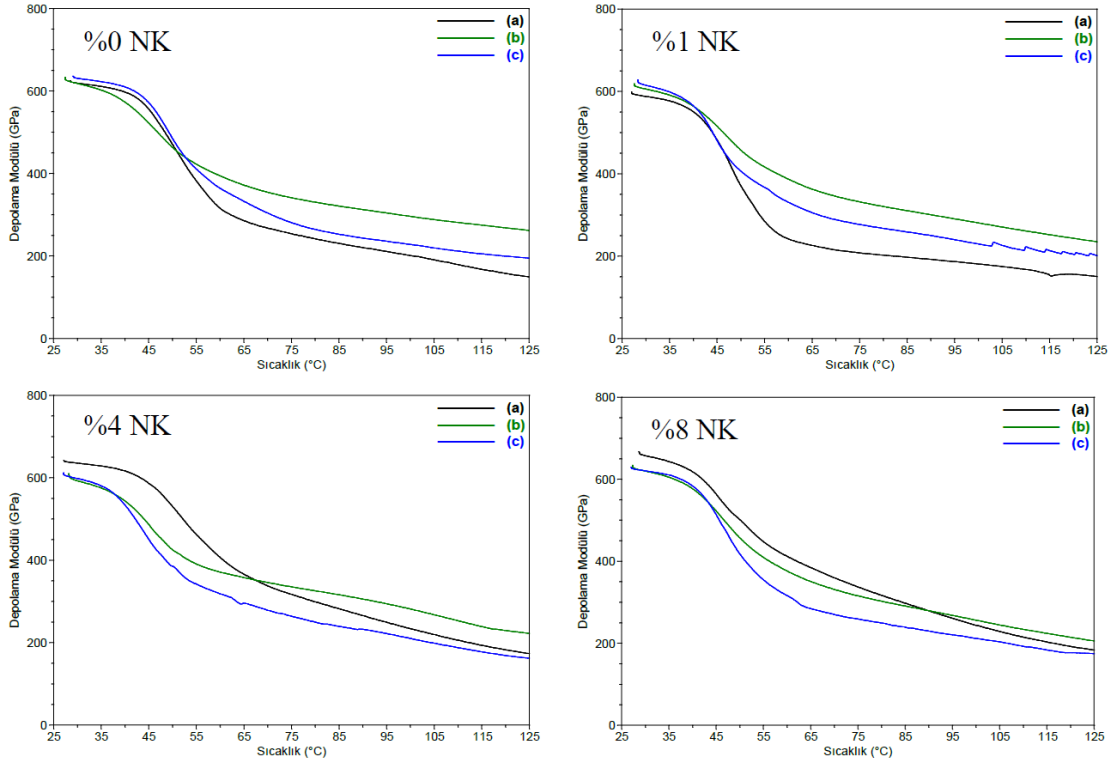 %0 NK
(a)
(b)
(c)
Depolama Modülü (GPa)
800
600
400
200
0
25 35 45 55 65 75 85 95 105 115 125
Sıcaklık (°C)
%1 NK
(a)
(b)
(c)
Depolama Modülü (GPa)
800
600
400
200
0
25 35 45 55 65 75 85 95 105 115 125
Sıcaklık (°C)
%4 NK
(a)
(b)
(c)
Depolama Modülü (GPa)
800
600
400
200
0
25 35 45 55 65 75 85 95 105 115 125
Sıcaklık (°C)
%8 NK
(a)
(b)
(c)
Depolama Modülü (GPa)
800
600
400
200
0
25 35 45 55 65 75 85 95 105 115 125
Sıcaklık (°C)